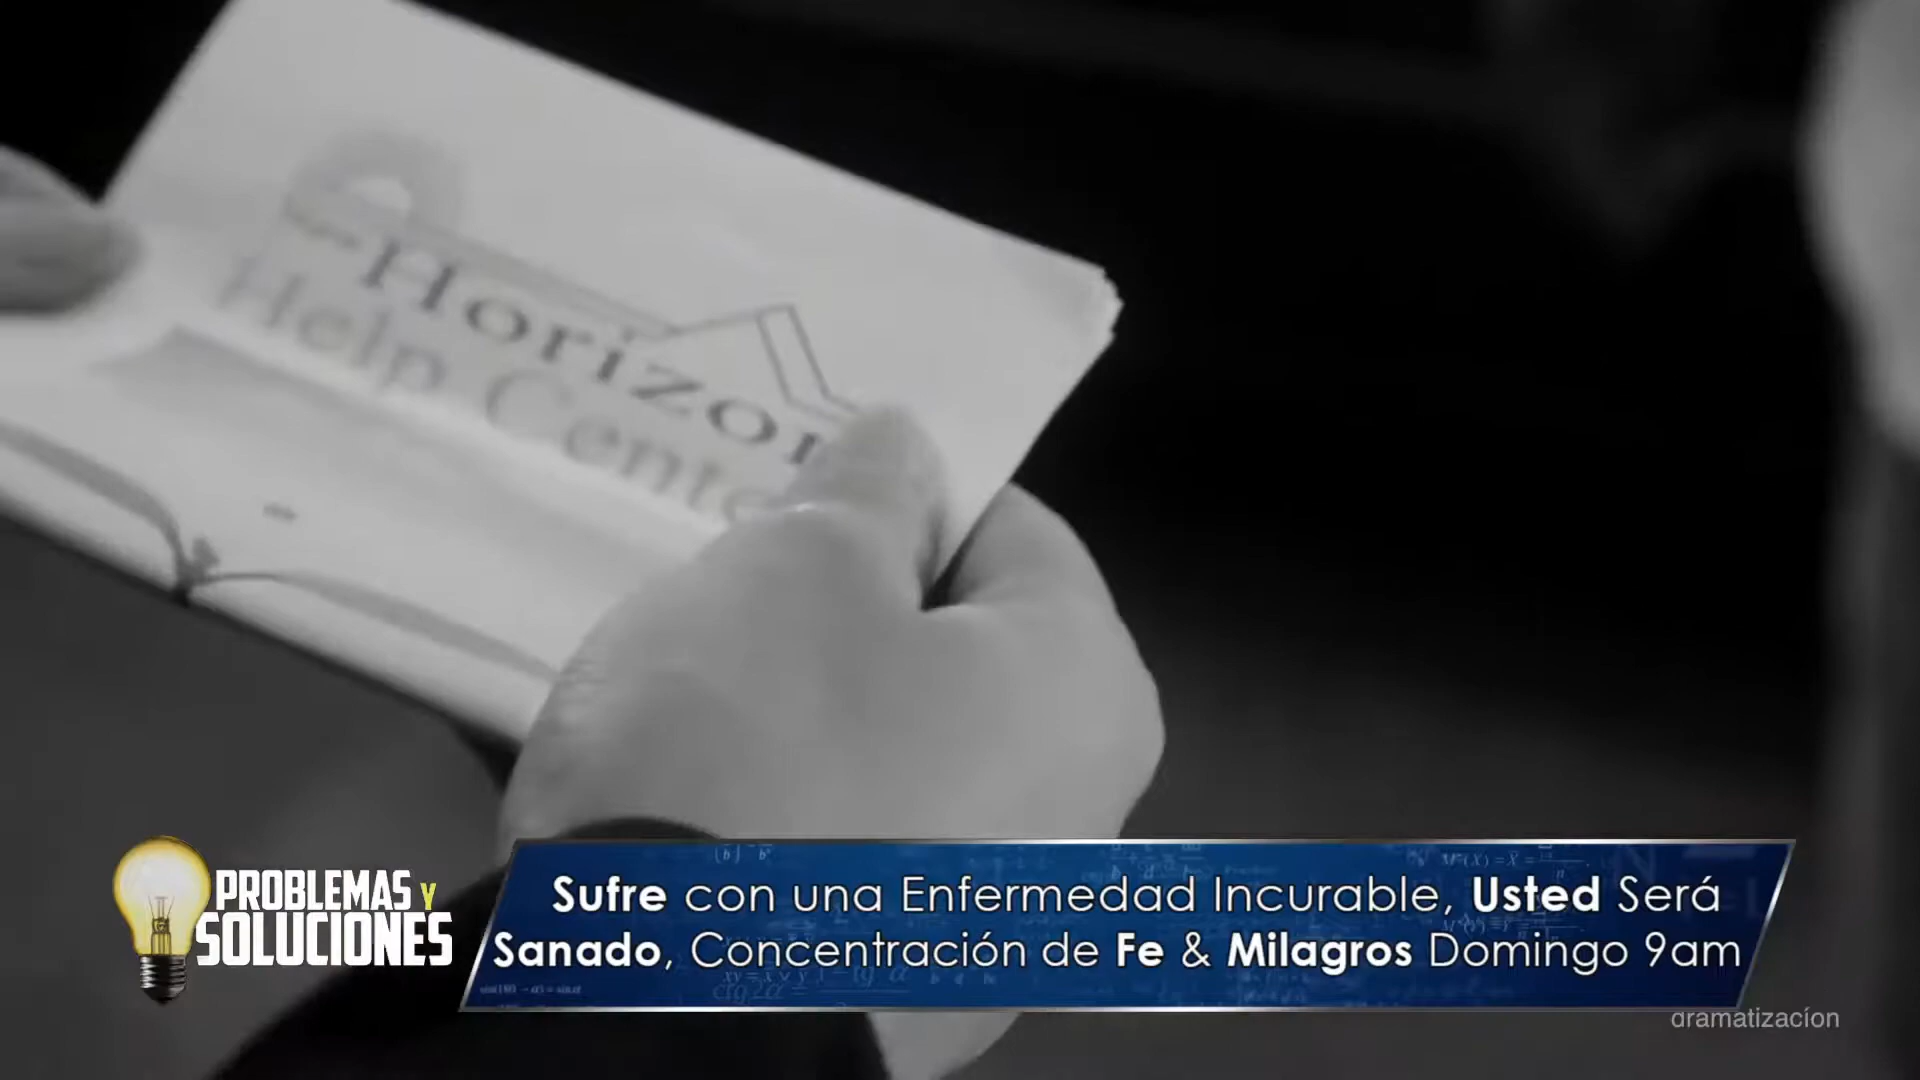 Horizon
Help Cente
PROBLEMAS Y
SOLUCIONES
Sufre con una Enfermedad Incurable, Usted Será
Sanado, Concentración de Fe & Milagros Domingo 9am
dramatización